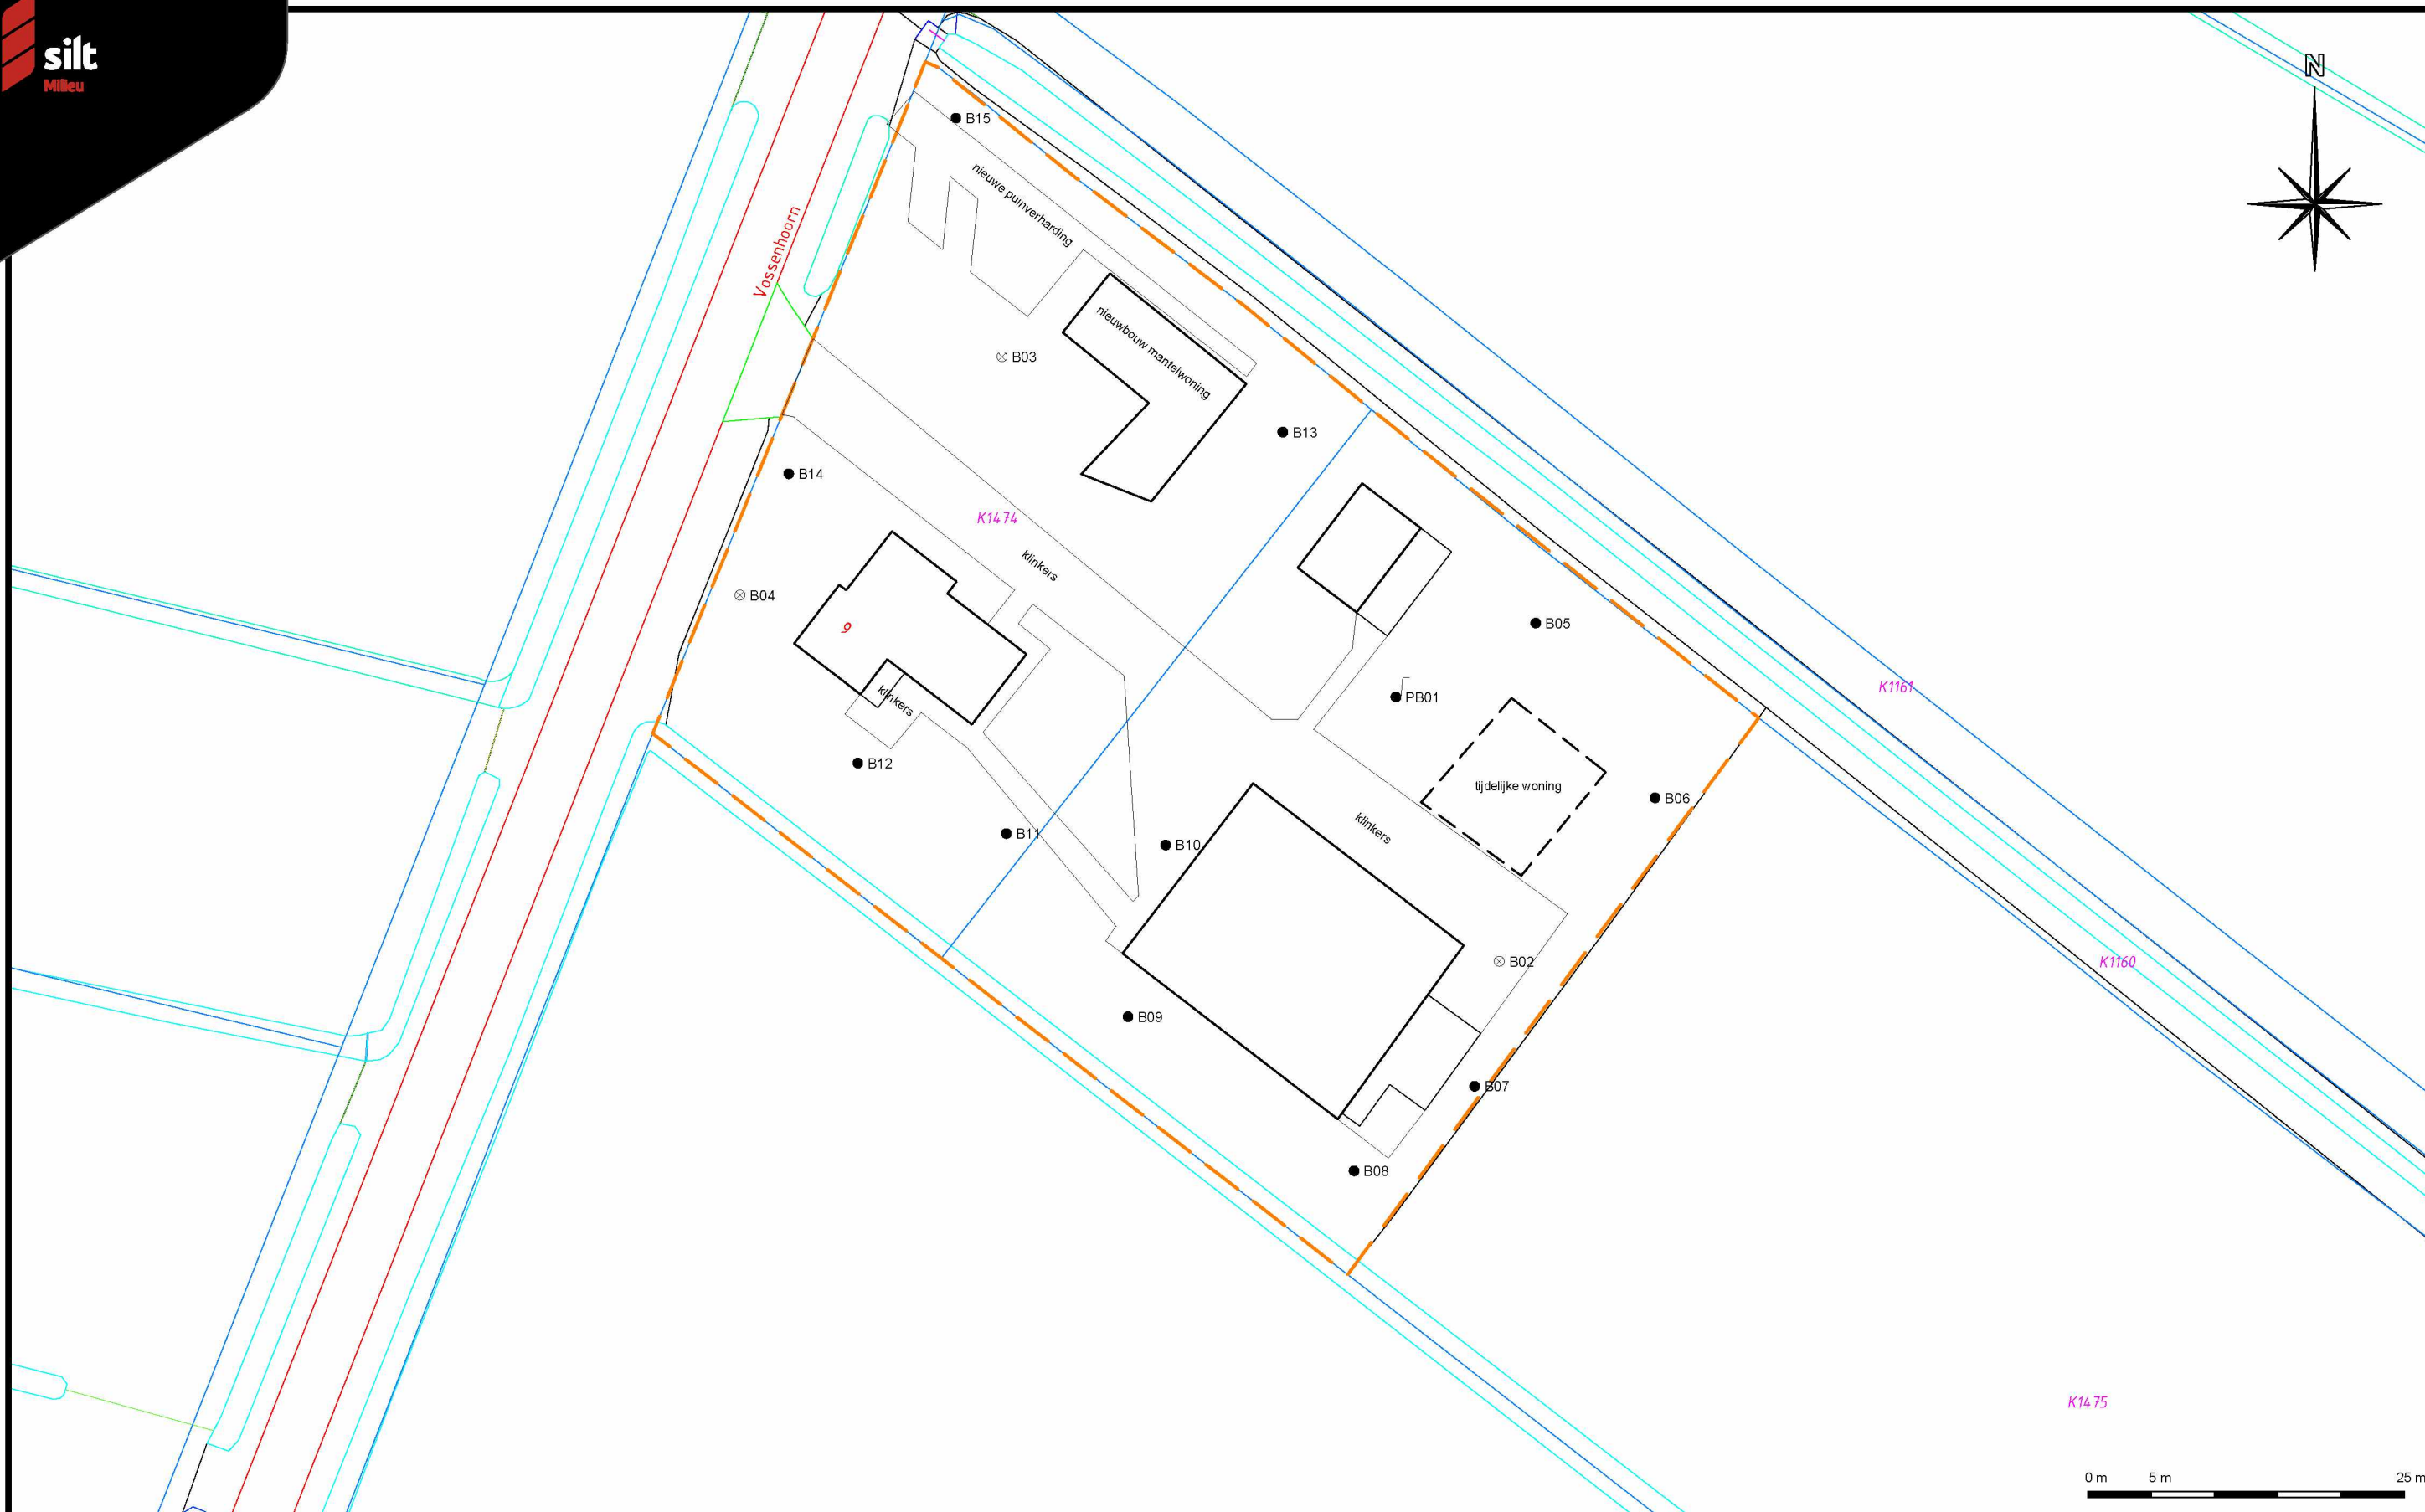 silt
Milieu
N
B15
nieuwe puinverharding
Vossenhoorn
nieuwbouw mantelwoning
B03
B13
B14
K1474
klinkers
B04
9
B05
klinkers
PB01
K1161
B12
tijdelijke woning
B06
B11
klinkers
B10
B02
K1160
B09
B07
B08
K1475
0 m 5 m 25 m